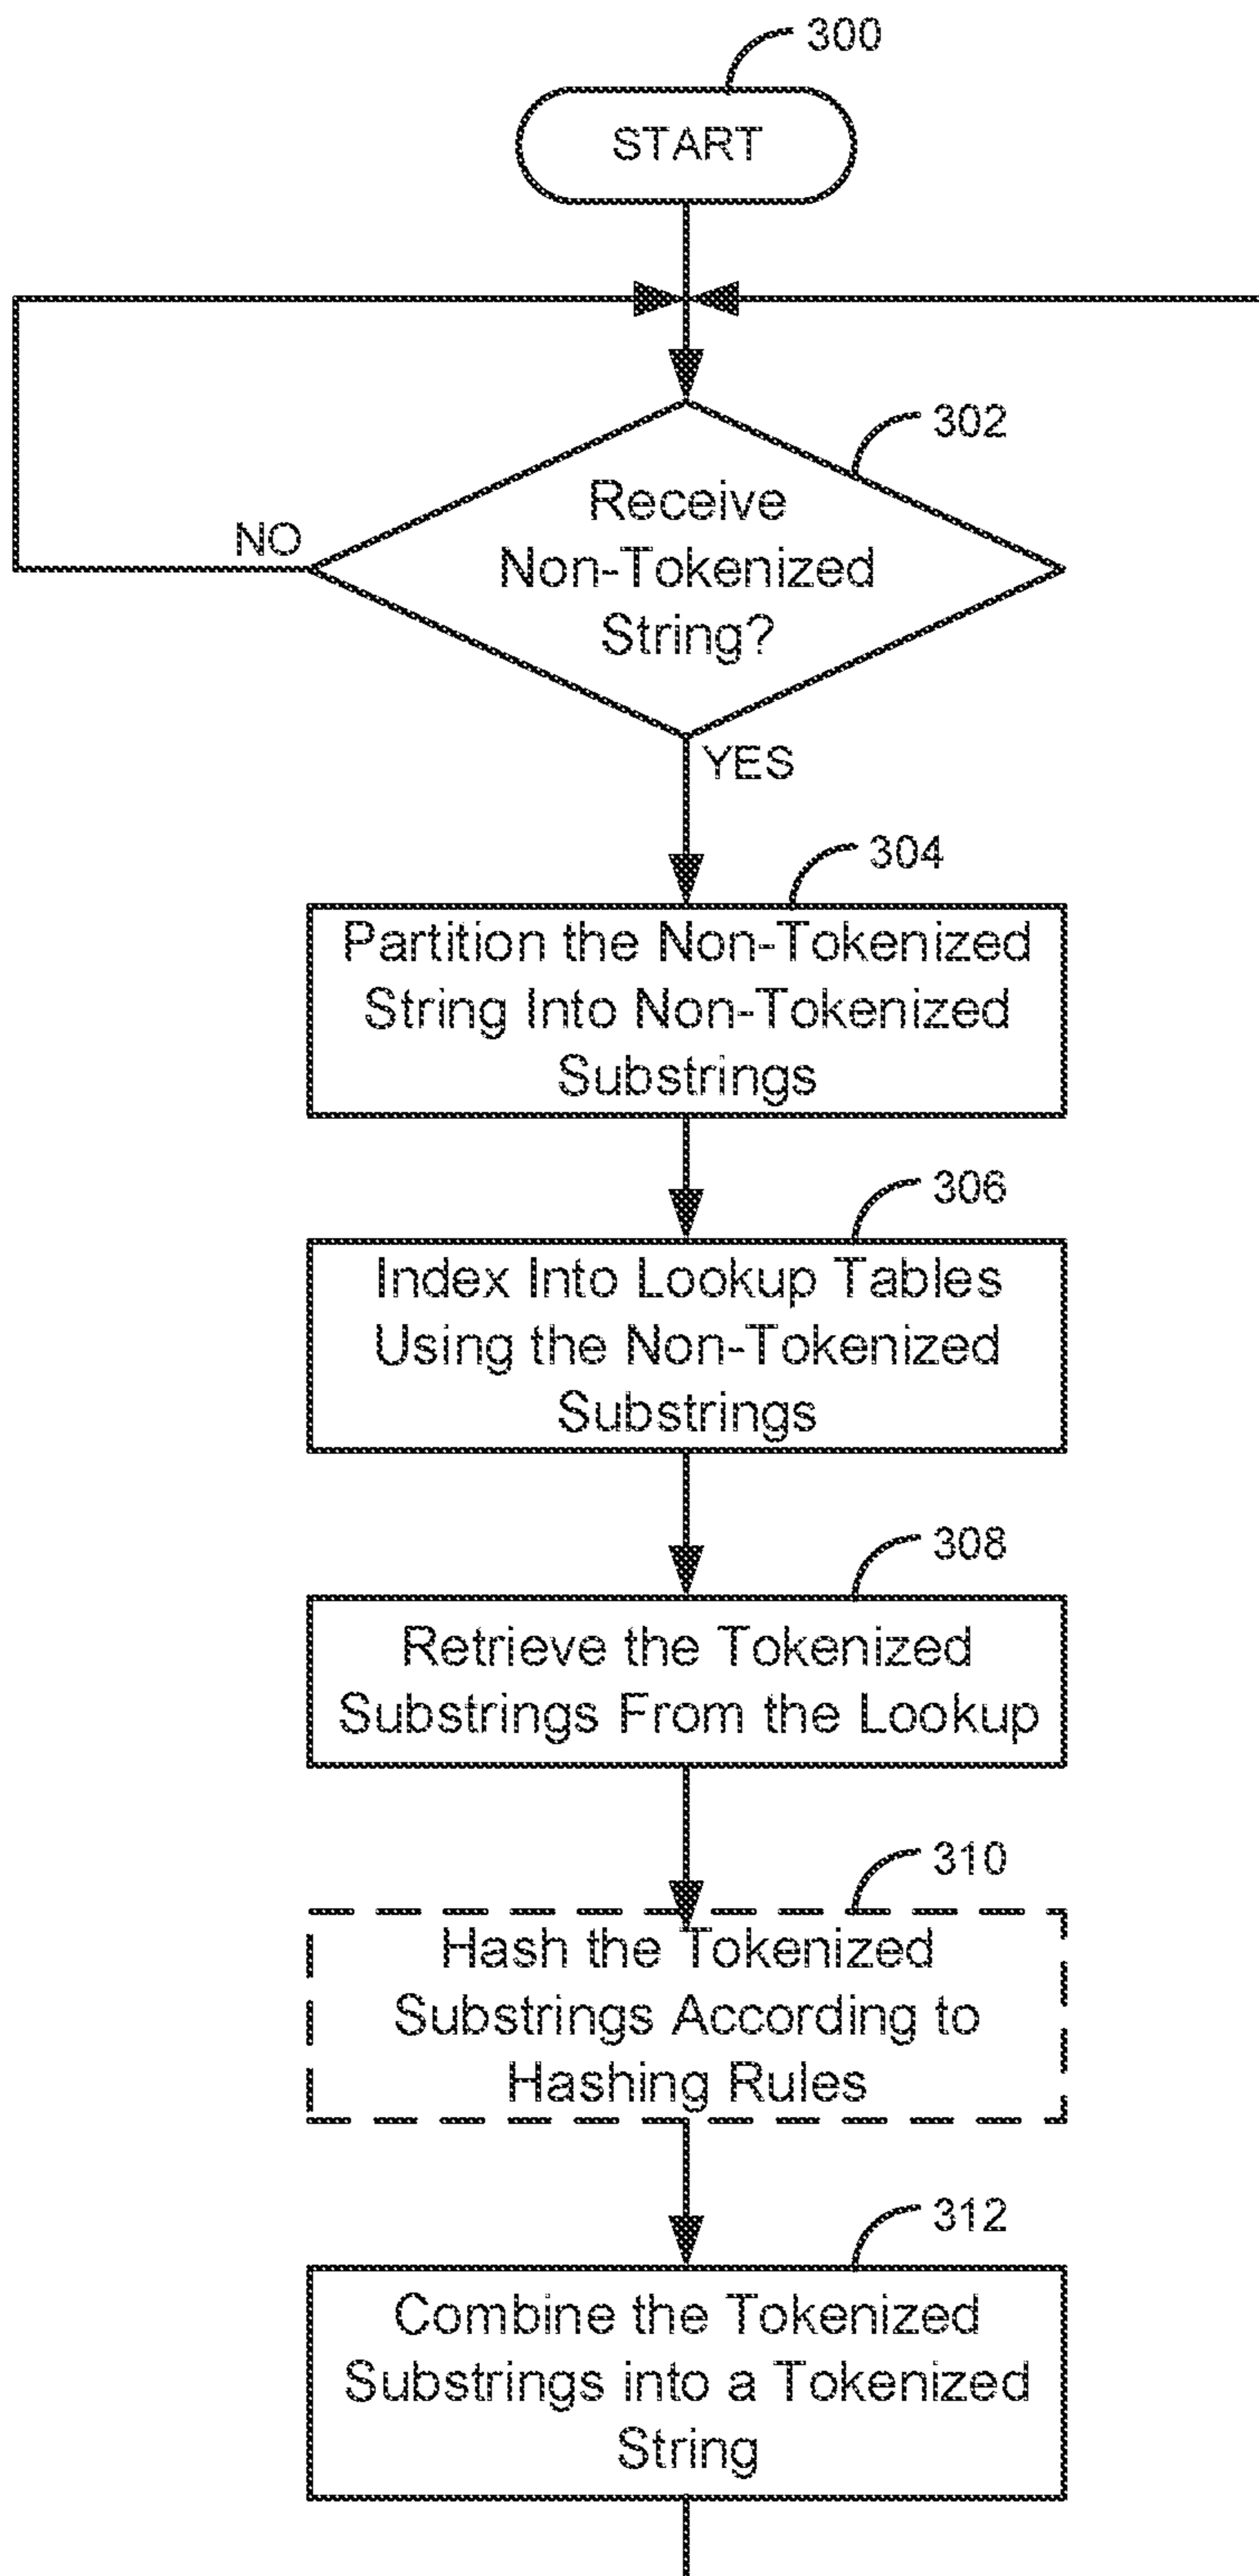 300
START
302
Receive
Non-Tokenized
String?
NO
YES
304
Partition the Non-Tokenized
String Into Non-Tokenized
Substrings
306
Index Into Lookup Tables
Using the Non-Tokenized
Substrings
308
Retrieve the Tokenized
Substrings From the Lookup
310
Hash the Tokenized
Substrings According to
Hashing Rules
312
Combine the Tokenized
Substrings into a Tokenized
String